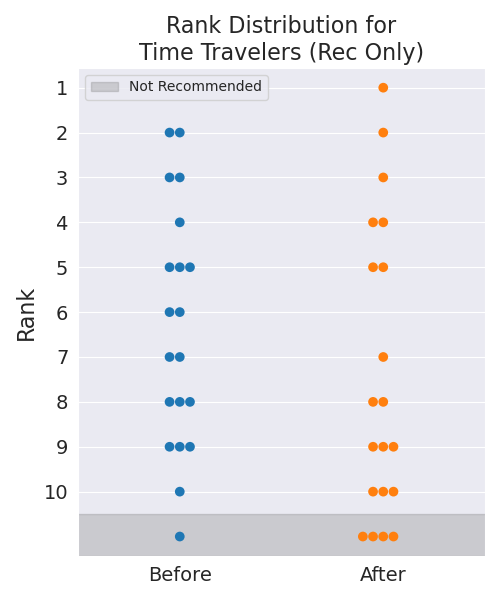 Rank Distribution for
Time Travelers (Rec Only)
Not Recommended
1
2
3
4
5
6
7
8
9
10
Rank
Before
After